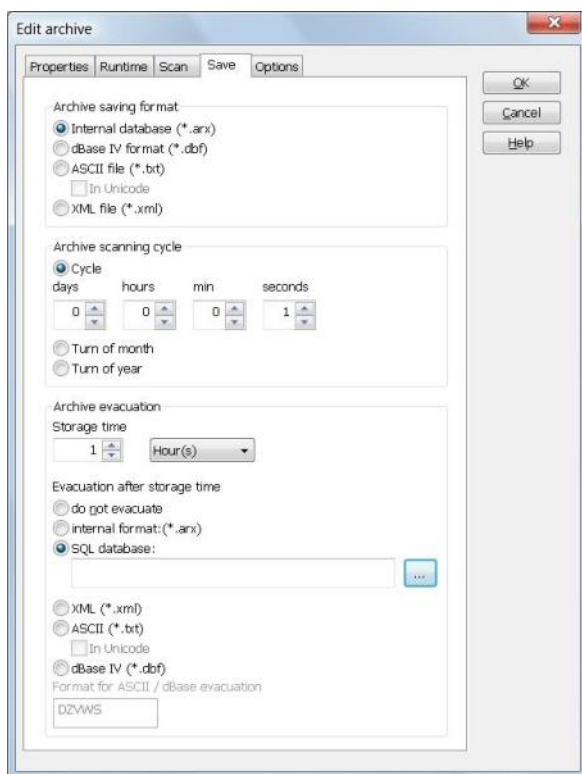 Edit archive
Properties Runtime Scan Save Options
OK
Cancel
Help
Archive saving format
Internal database (*.arx)
dBase IV format (*.dbf)
ASCII file (*.txt)
In Unicode
XML file (*.xml)
Archive scanning cycle
Cycle
days hours min seconds
0 0 0 1
Turn of month
Turn of year
Archive evacuation
Storage time
1 Hour(s)
Evacuation after storage time
do not evacuate
internal format:(*.arx)
SQL database:
...
XML (*.xml)
ASCII (*.txt)
In Unicode
dBase IV (*.dbf)
Format for ASCII / dBase evacuation
DZVWS